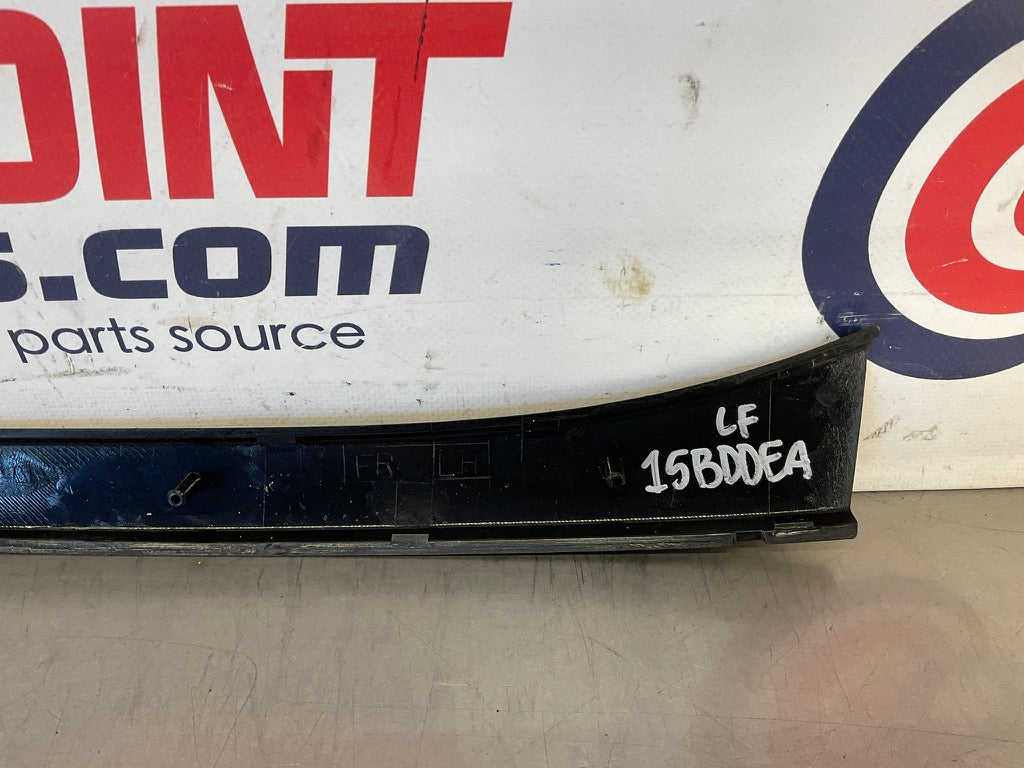 OINT
s.com
parts source
FR LH
LF
15BDDEA